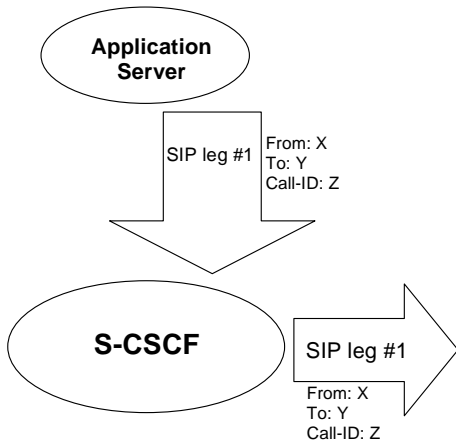 Application
Server
SIP leg #1
From: X
To: Y
Call-ID: Z
S-CSCF
SIP leg #1
From: X
To: Y
Call-ID: Z